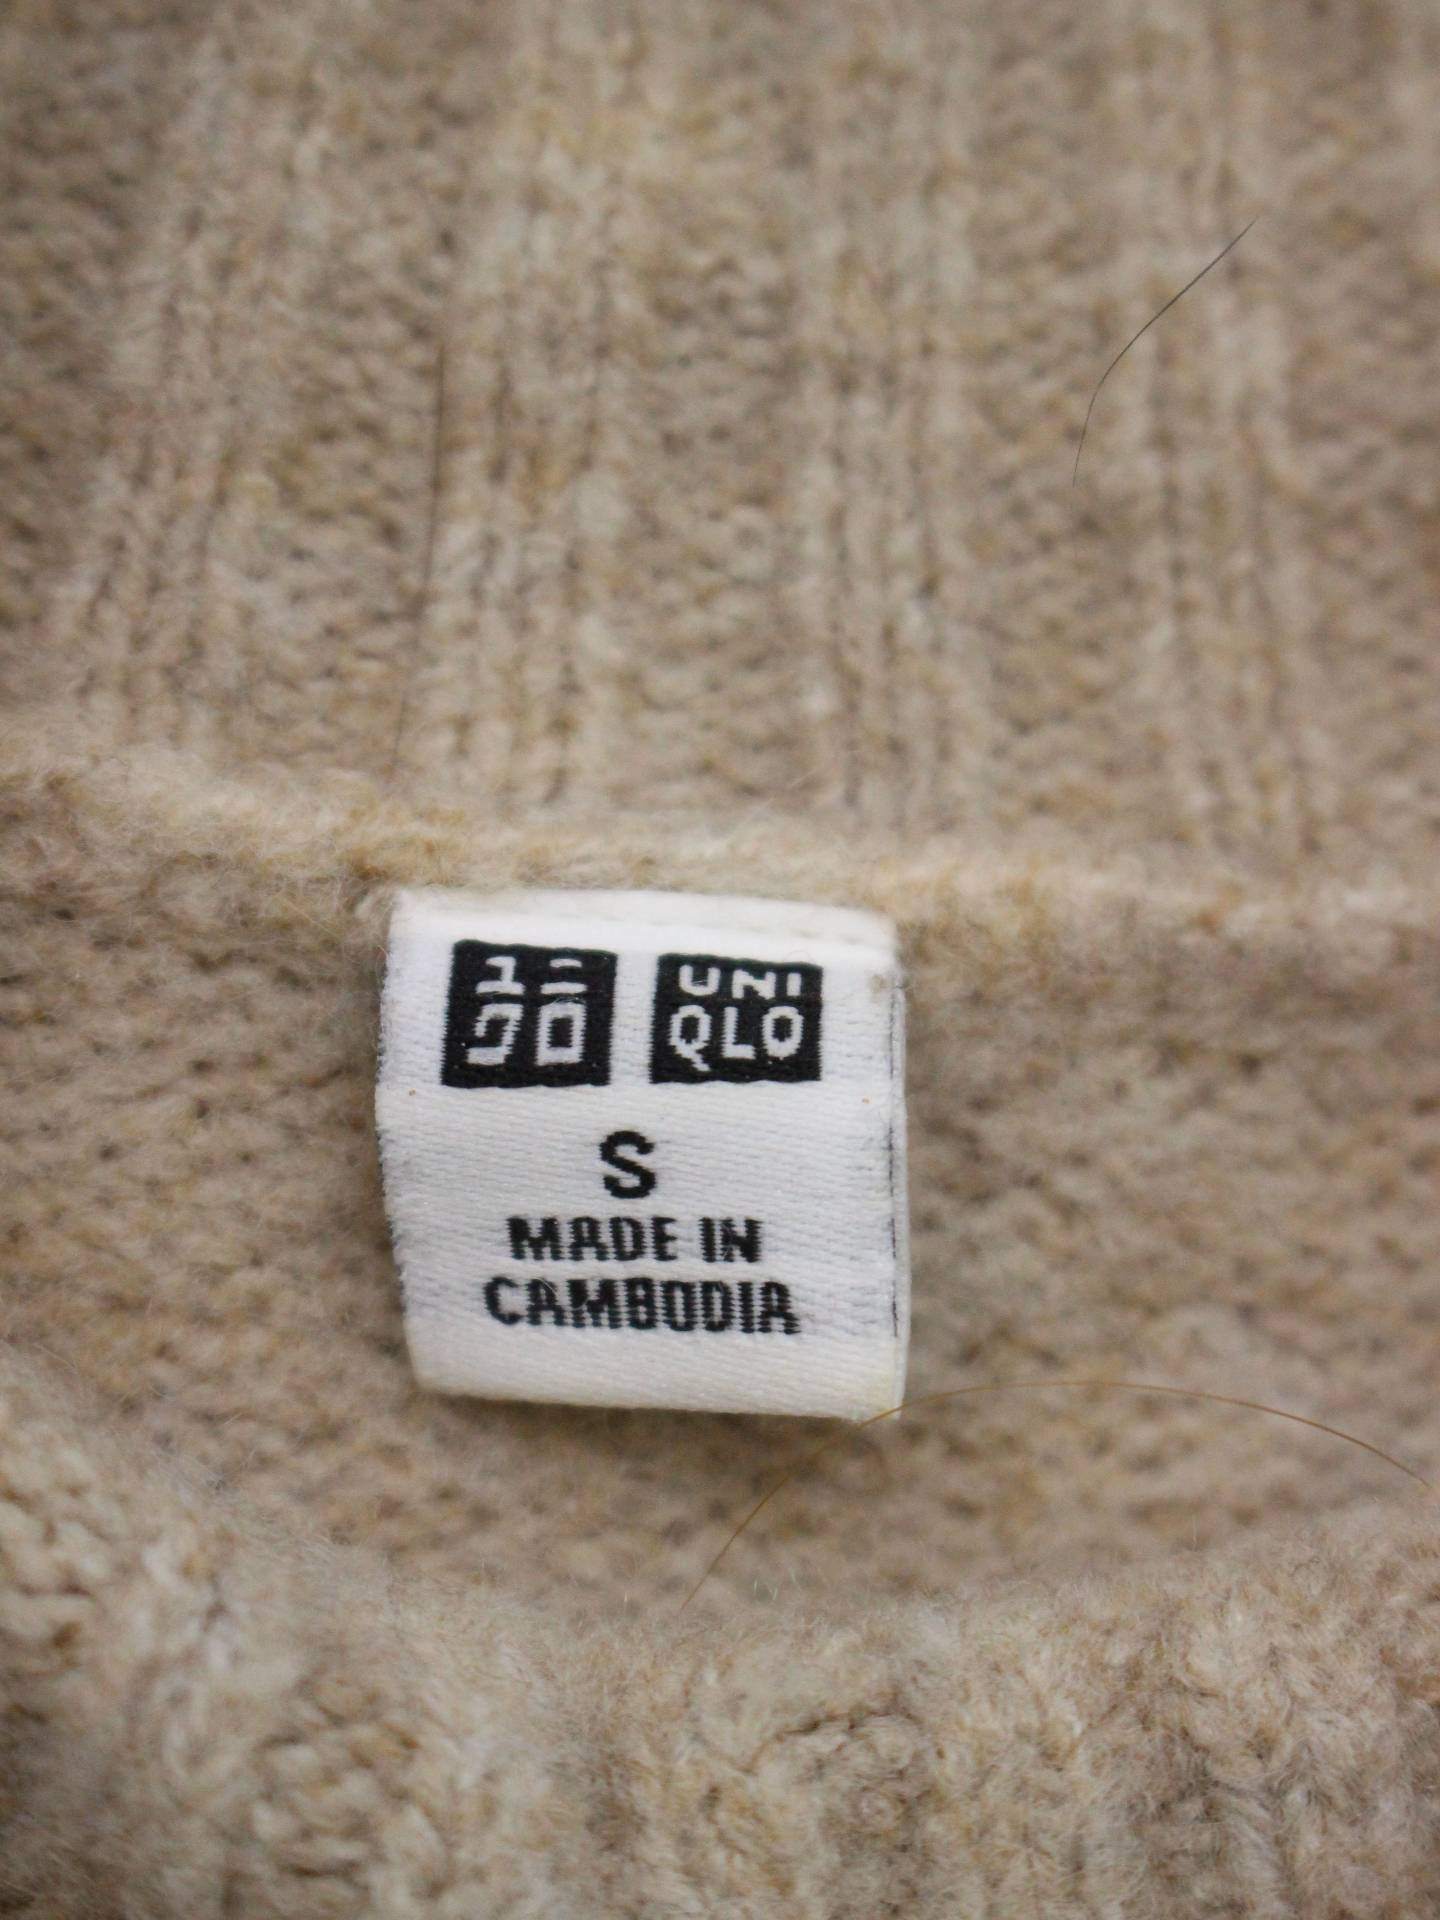 ユニ
クロ
UNI
QLO
S
MADE IN
CAMBODIA